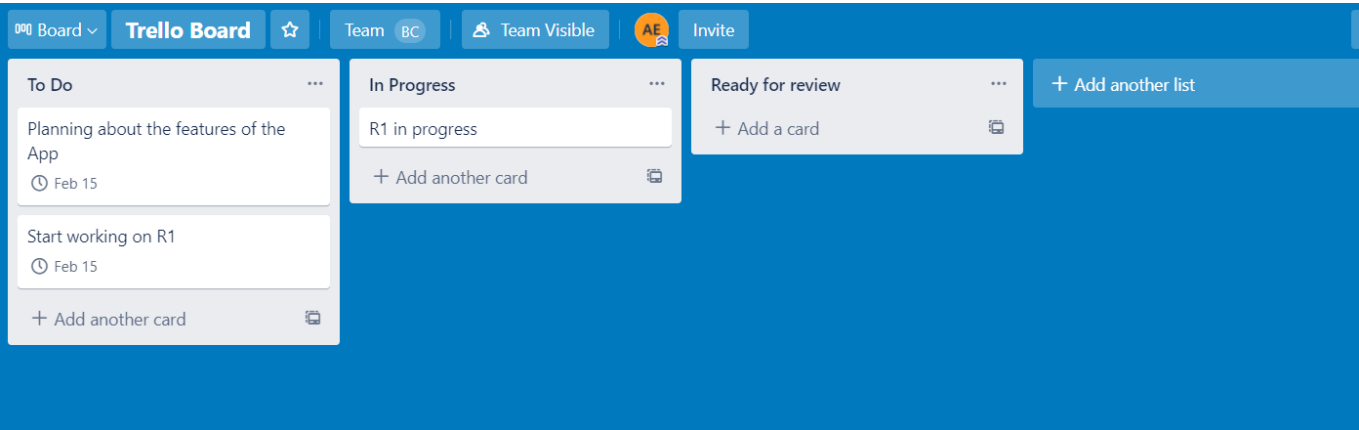 Board
Trello Board
Team BC
Team Visible
AE
Invite
To Do
Planning about the features of the
App
Feb 15
Start working on R1
Feb 15
+ Add another card
In Progress
R1 in progress
+ Add another card
Ready for review
+ Add a card
+ Add another list